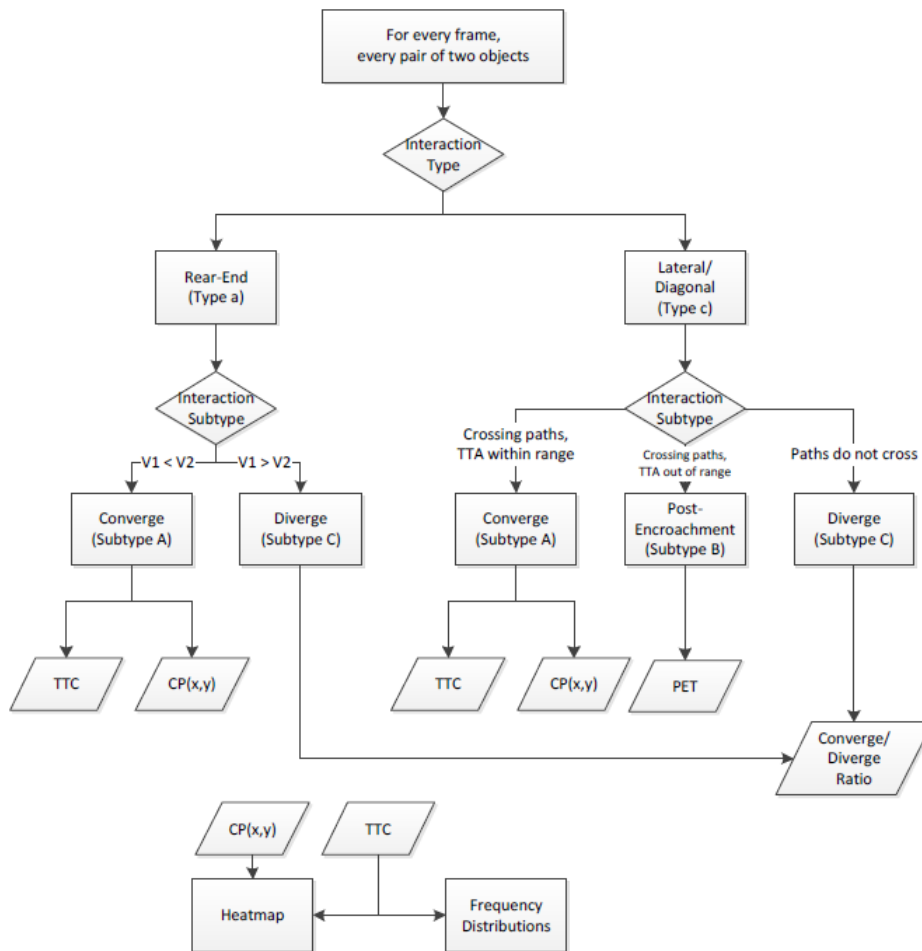 For every frame,
every pair of two objects
Interaction
Type
Rear-End
(Type a)
Lateral/
Diagonal
(Type c)
Interaction
Subtype
Interaction
Subtype
V1 < V2
V1 > V2
Crossing paths,
TTA within range
Crossing paths,
TTA out of range
Paths do not cross
Converge
(Subtype A)
Diverge
(Subtype C)
Converge
(Subtype A)
Post-
Encroachment
(Subtype B)
Diverge
(Subtype C)
TTC
CP(x,y)
TTC
CP(x,y)
PET
Converge/
Diverge
Ratio
CP(x,y)
TTC
Heatmap
Frequency
Distributions